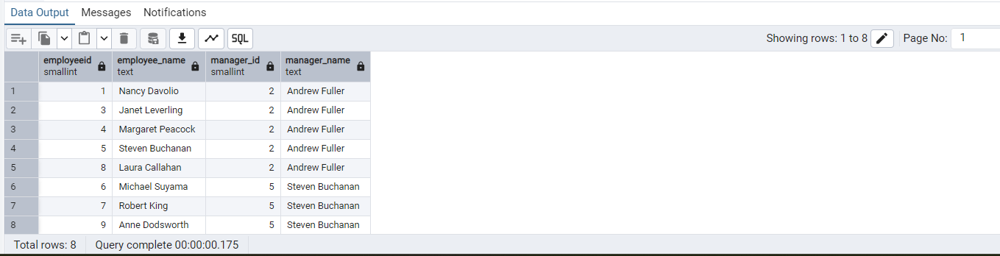 Data Output Messages Notifications
SQL Showing rows: 1 to 8 Page No: 1
employeeid employee_name manager_id manager_name
smallint text smallint text
1 1 Nancy Davolio 2 Andrew Fuller
2 3 Janet Leverling 2 Andrew Fuller
3 4 Margaret Peacock 2 Andrew Fuller
4 5 Steven Buchanan 2 Andrew Fuller
5 8 Laura Callahan 2 Andrew Fuller
6 6 Michael Suyama 5 Steven Buchanan
7 7 Robert King 5 Steven Buchanan
8 9 Anne Dodsworth 5 Steven Buchanan
Total rows: 8 Query complete 00:00:00.175